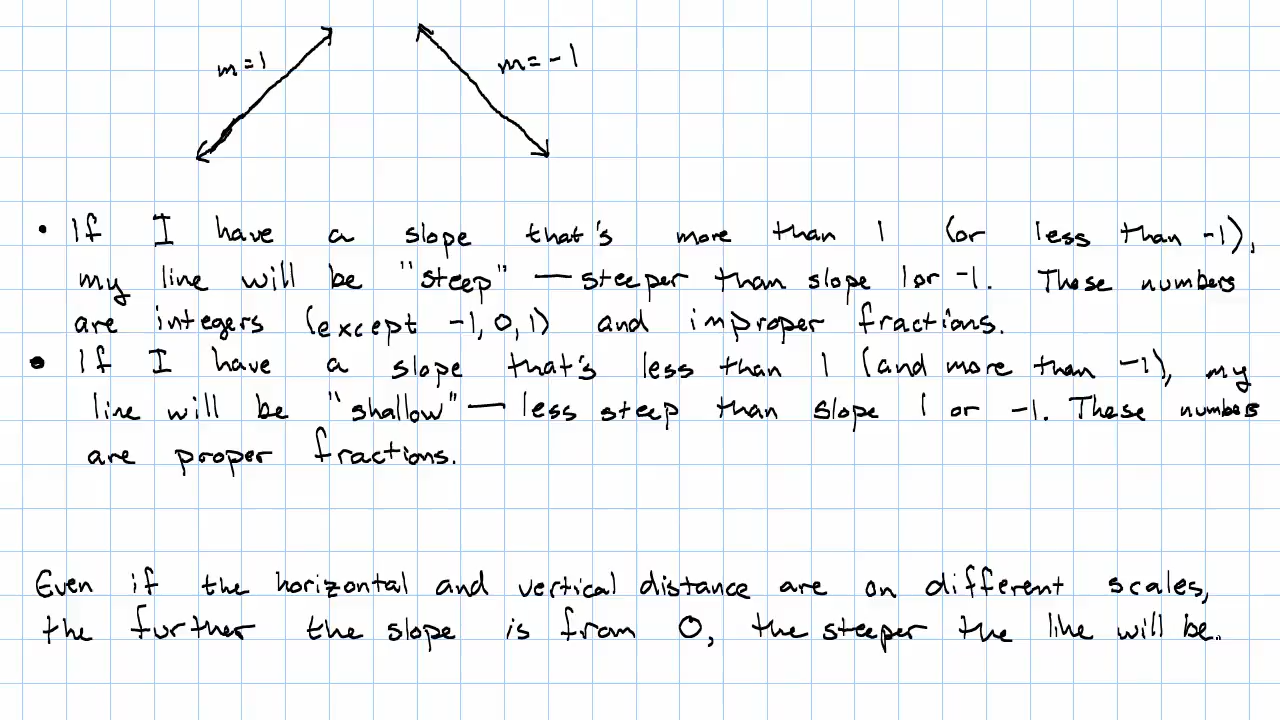 m=1
m=-1
• If I have a slope that's more than 1 (or less than -1),
my line will be "steep" — steeper than slope 1 or -1. These numbers
are integers (except -1, 0, 1) and improper fractions.
• If I have a slope that's less than 1 (and more than -1), my
line will be "shallow" — less steep than slope 1 or -1. These numbers
are proper fractions.
Even if the horizontal and vertical distance are on different scales,
the further the slope is from 0, the steeper the line will be.